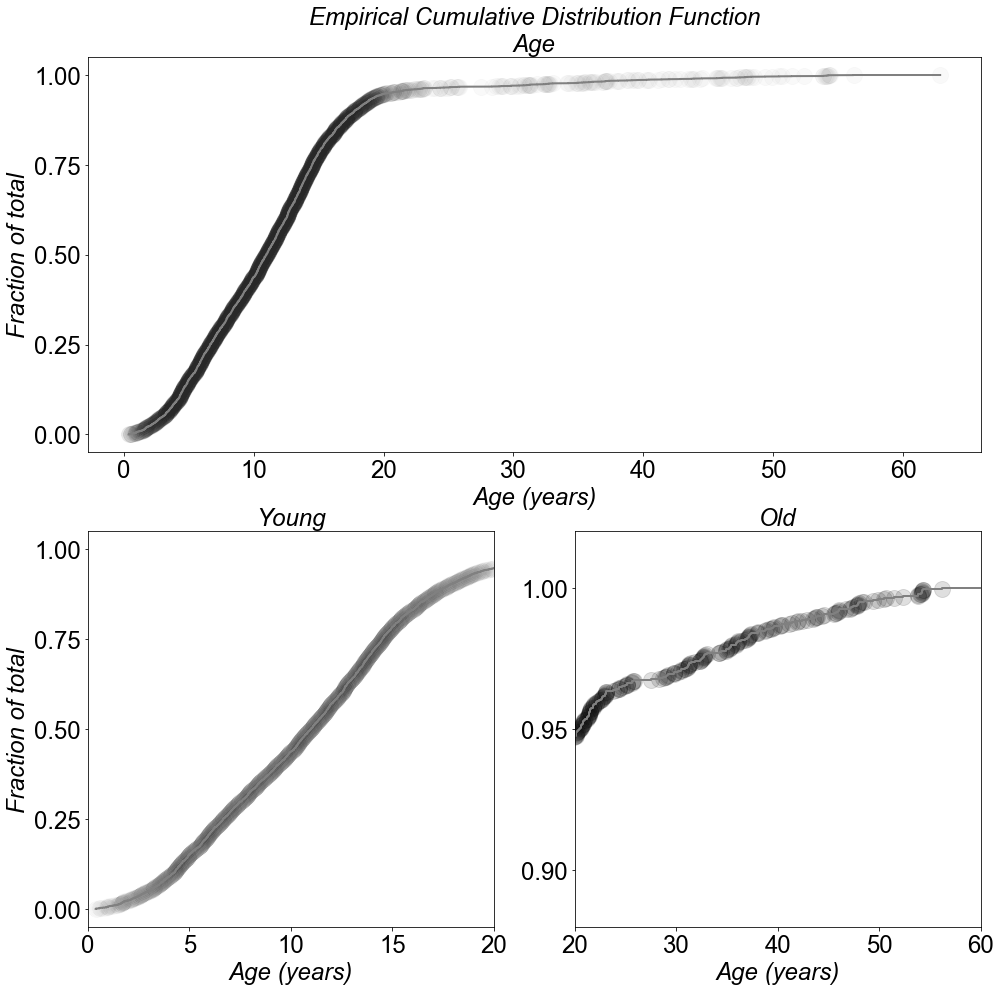 Empirical Cumulative Distribution Function
Age
1.00
0.75
0.50
0.25
0.00
Fraction of total
0 10 20 30 40 50 60
Age (years)
Young
1.00
0.75
0.50
0.25
0.00
Fraction of total
0 5 10 15 20
Age (years)
Old
1.00
0.95
0.90
20 30 40 50 60
Age (years)